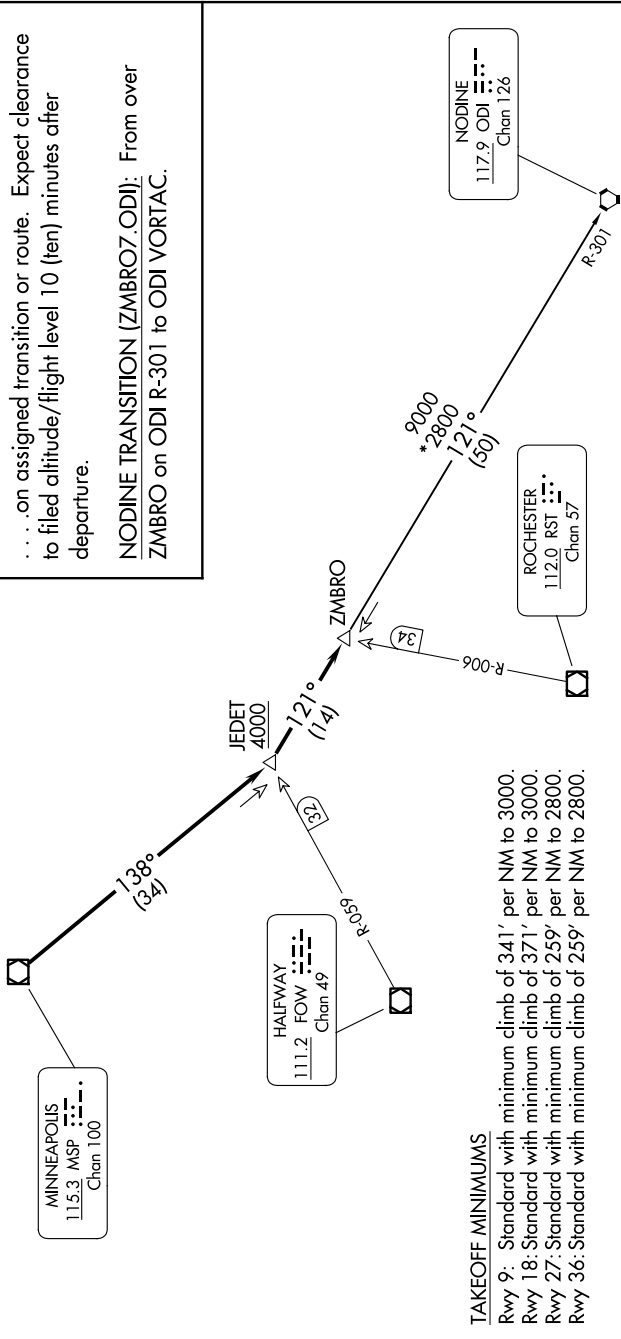 . . . .on assigned transition or route. Expect clearance
to filed altitude/flight level 10 (ten) minutes after
departure.
NODINE TRANSITION (ZMBRO7.ODI): From over
ZMBRO on ODI R-301 to ODI VORTAC.
MINNEAPOLIS
115.3 MSP
Chan 100
138°
(34)
JEDET
4000
121°
(14)
ZMBRO
HALFWAY
111.2 FOW
Chan 49
R-059
32
9000
*2800
121°
(50)
NODINE
117.9 ODI
Chan 126
R-301
34
R-006
ROCHESTER
112.0 RST
Chan 57
TAKEOFF MINIMUMS
Rwy 9: Standard with minimum climb of 341' per NM to 3000.
Rwy 18: Standard with minimum climb of 371' per NM to 3000.
Rwy 27: Standard with minimum climb of 259' per NM to 2800.
Rwy 36: Standard with minimum climb of 259' per NM to 2800.